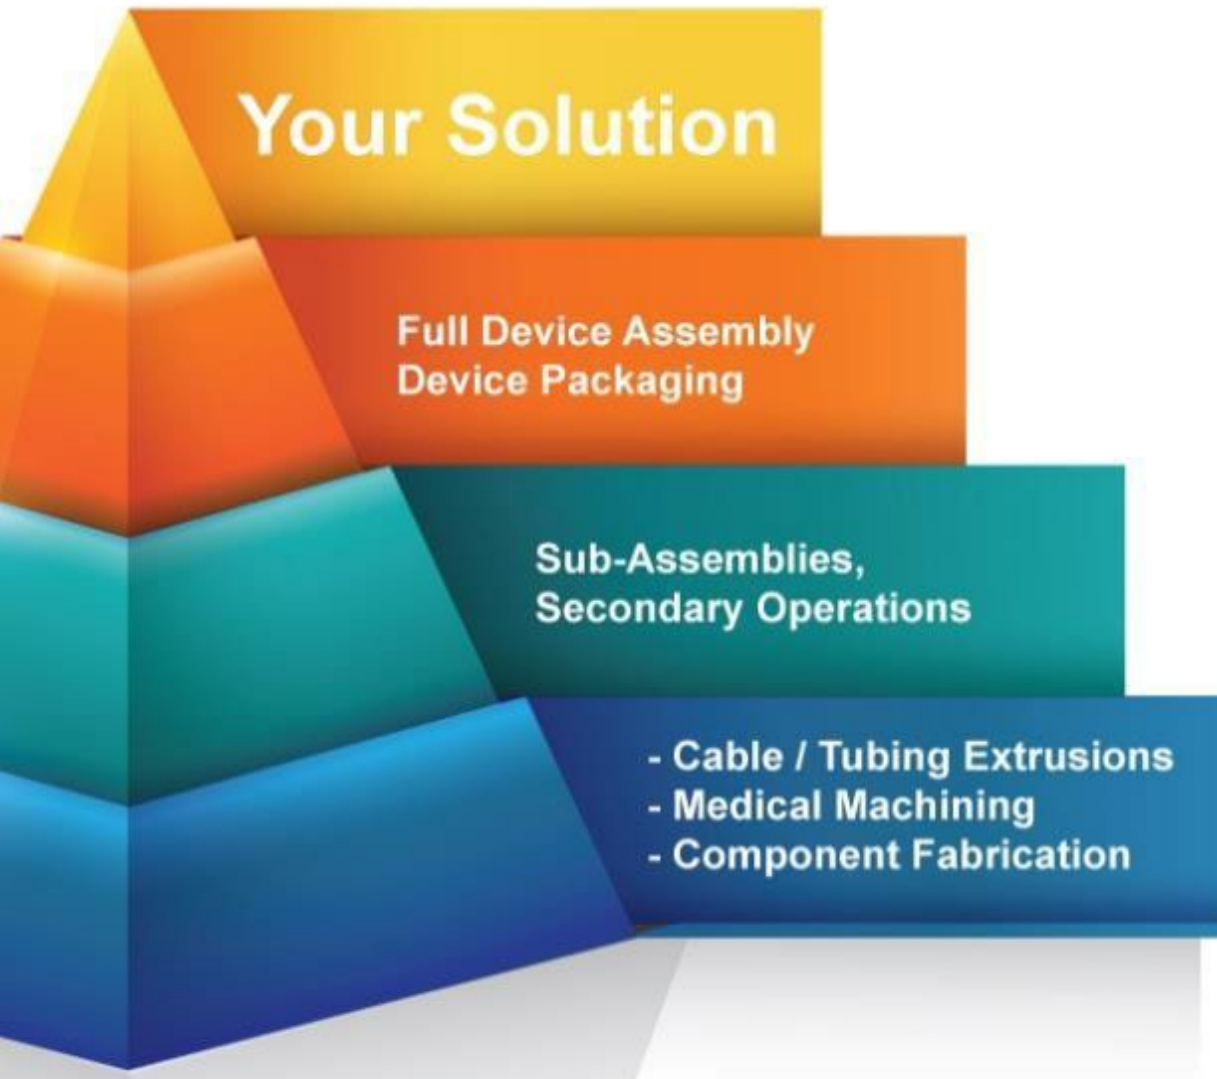 Your Solution
Full Device Assembly
Device Packaging
Sub-Assemblies,
Secondary Operations
- Cable / Tubing Extrusions
- Medical Machining
- Component Fabrication